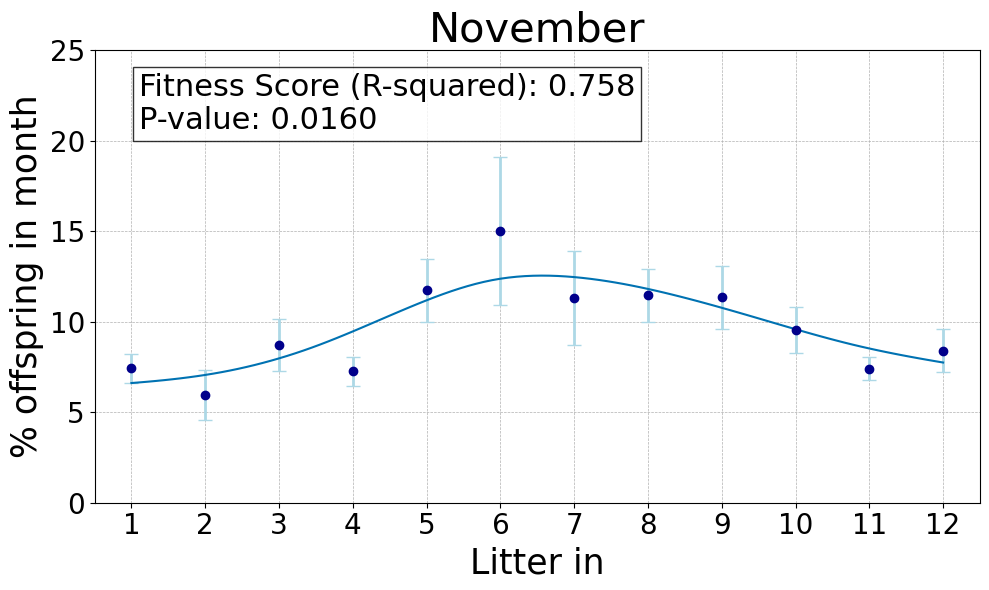 November
Fitness Score (R-squared): 0.758
P-value: 0.0160
% offspring in month
25
20
15
10
5
0
1 2 3 4 5 6 7 8 9 10 11 12
Litter in